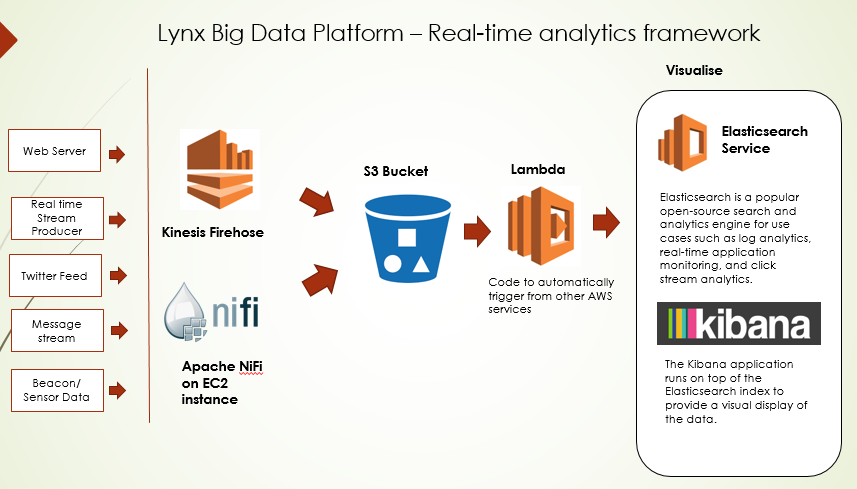 Lynx Big Data Platform – Real-time analytics framework
Visualise
Web Server
Real time
Stream
Producer
Twitter Feed
Message
stream
Beacon/
Sensor Data
Kinesis Firehose
nifi
Apache NiFi
on EC2
instance
S3 Bucket
Lambda
Code to automatically
trigger from other AWS
services
Elasticsearch
Service
Elasticsearch is a popular
open-source search and
analytics engine for use
cases such as log analytics,
real-time application
monitoring, and click
stream analytics.
kibana
The Kibana application
runs on top of the
Elasticsearch index to
provide a visual display of
the data.